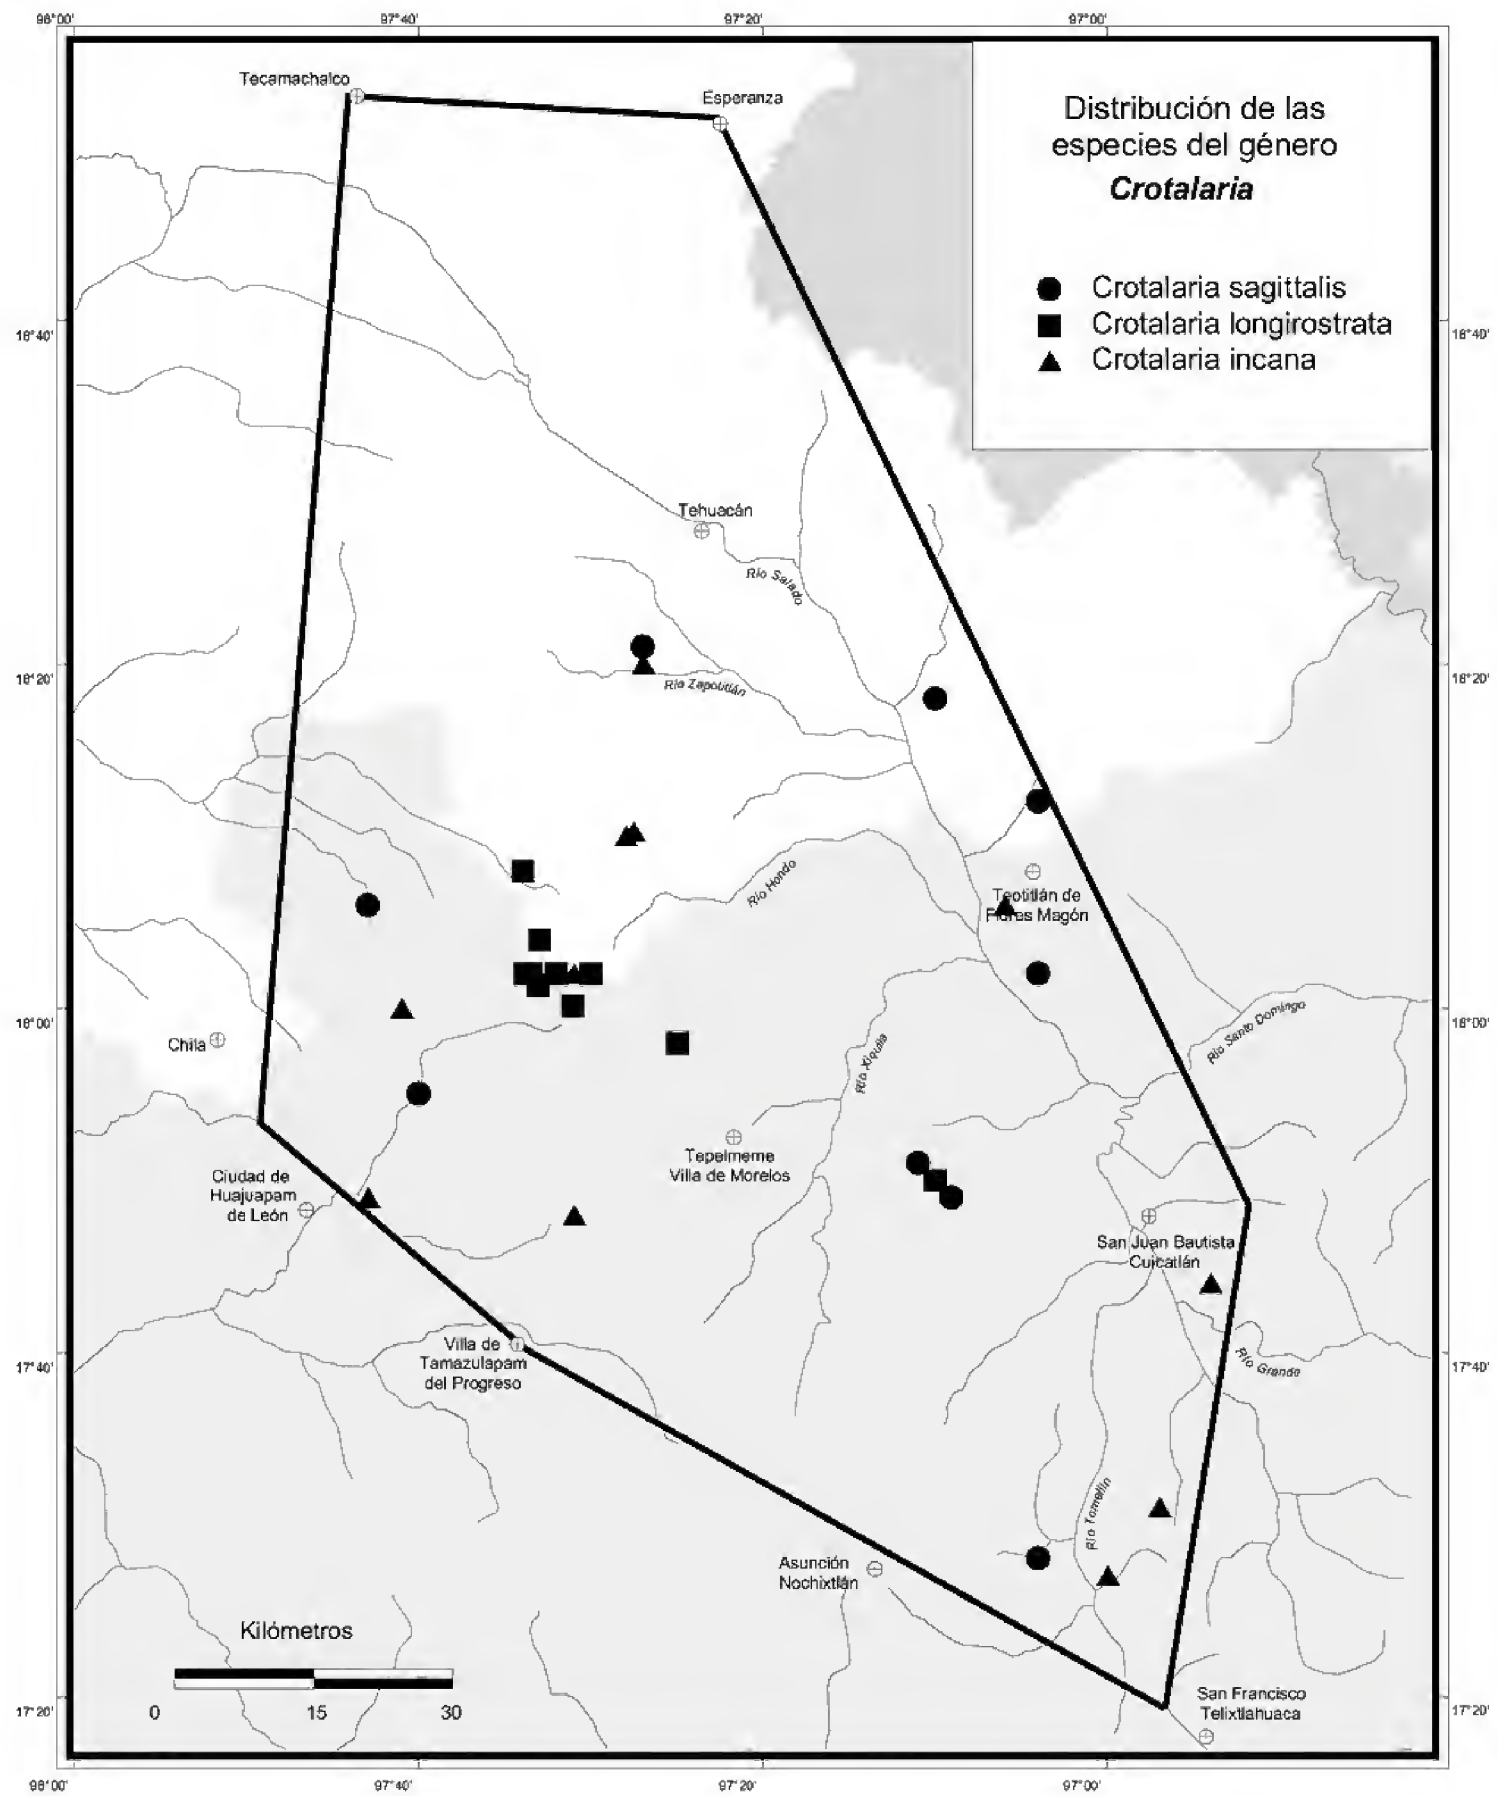 98°00'
97°40'
97°20'
97°00'
Tecamachalco
Esperanza
Distribución de las
especies del género
Crotalaria
Crotalaria sagittalis
Crotalaria longirostrata
Crotalaria incana
18°40'
18°40'
Tehuacán
Río Salado
18°20'
18°20'
Río Zapotitlán
Río Hondo
Teotitlán de
Flores Magón
18°00'
18°00'
Chila
Río Santo Domingo
Río Xiquila
Tepelmeme
Villa de Morelos
Ciudad de
Huajuapam
de León
San Juan Bautista
Cuicatlán
Villa de
Tamazulapam
del Progreso
17°40'
17°40'
Río Grande
Río Tomellín
Asunción
Nochixtlán
Kilómetros
0 15 30
San Francisco
Telixtlahuaca
17°20'
17°20'
98°00'
97°40'
97°20'
97°00'